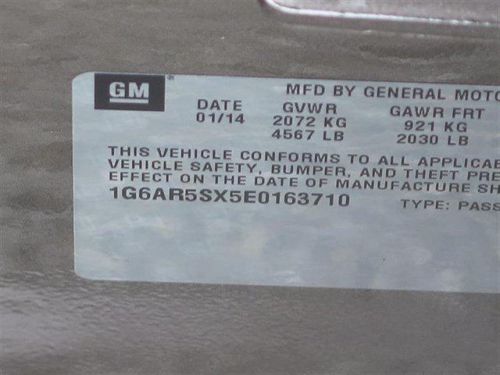 GM
MFD BY GENERAL MOTO
DATE GVWR GAWR FRT
01/14 2072 KG 921 KG
4567 LB 2030 LB
THIS VEHICLE CONFORMS TO ALL APPLICA
VEHICLE SAFETY, BUMPER, AND THEFT PRE
EFFECT ON THE DATE OF MANUFACTURE SH
1G6AR5SX5E0163710 TYPE: PASS